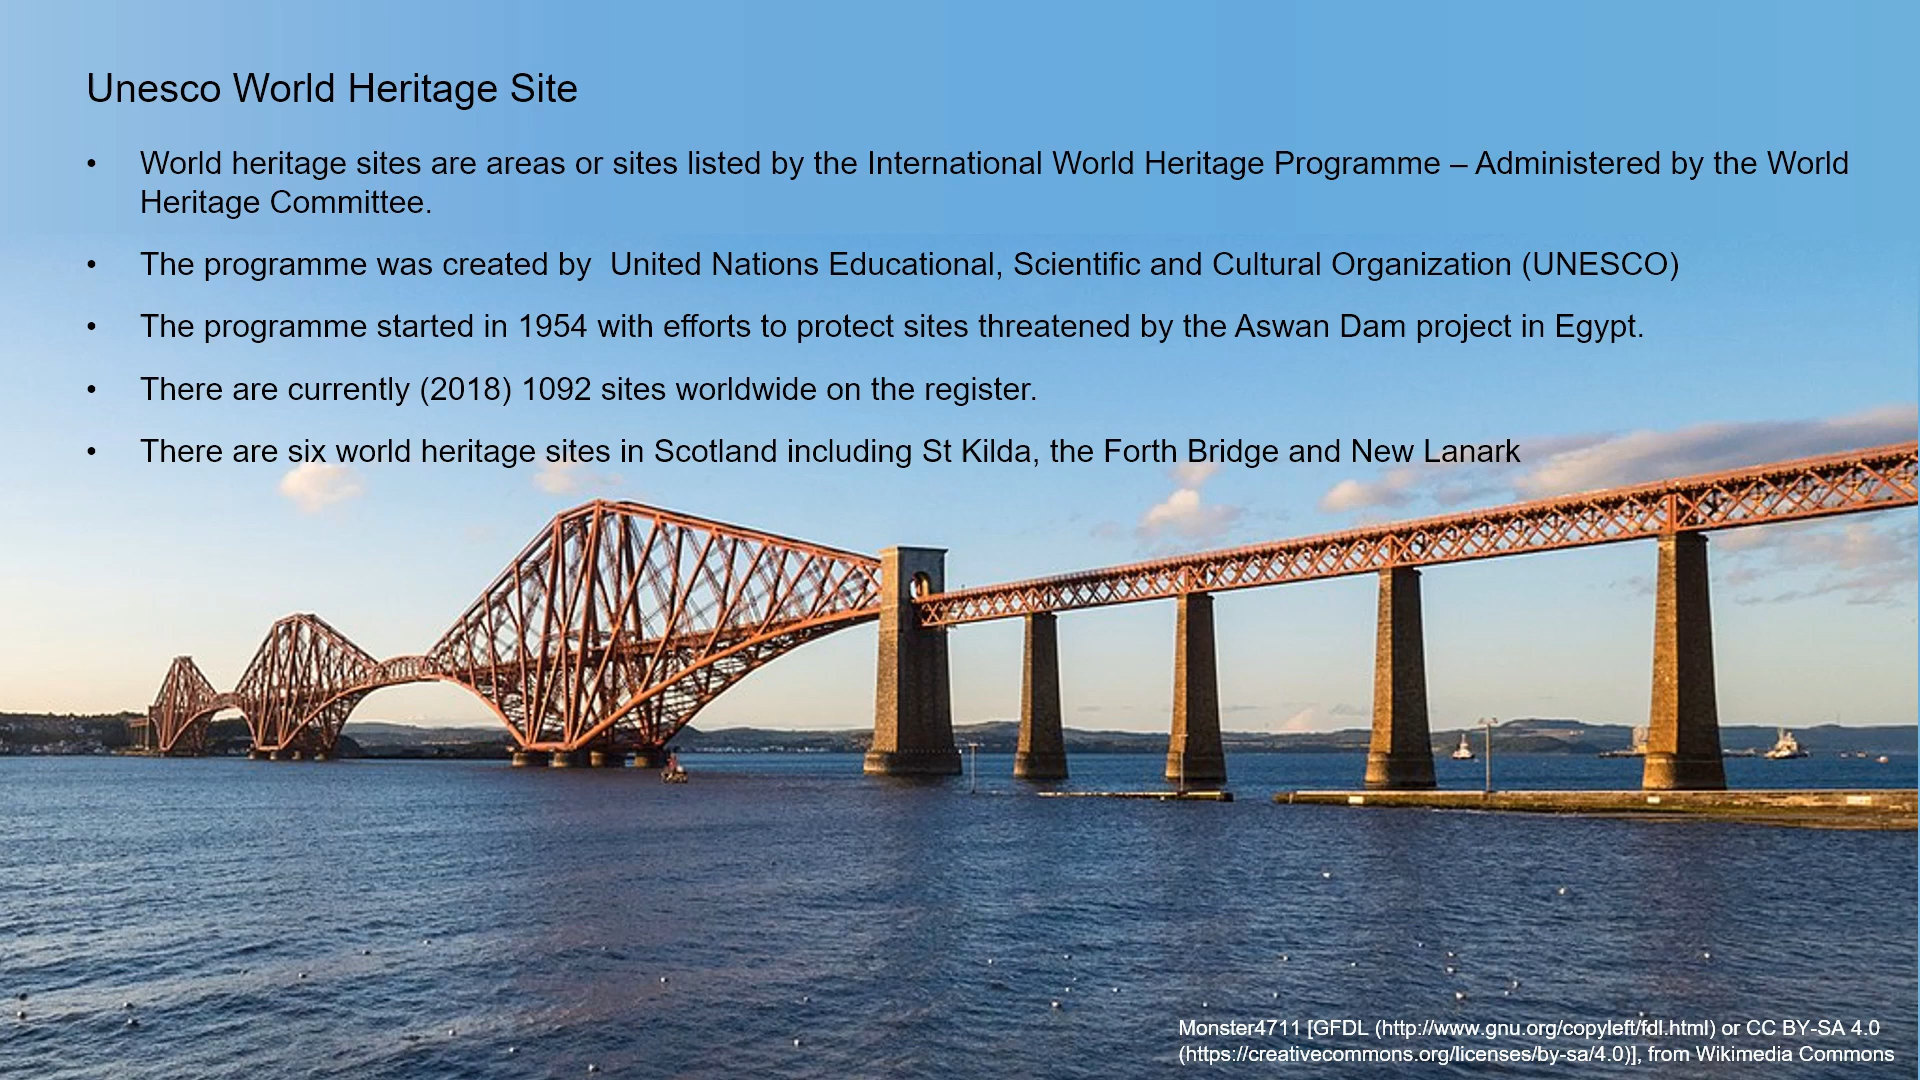 Unesco World Heritage Site
• World heritage sites are areas or sites listed by the International World Heritage Programme – Administered by the World
Heritage Committee.
• The programme was created by  United Nations Educational, Scientific and Cultural Organization (UNESCO)
• The programme started in 1954 with efforts to protect sites threatened by the Aswan Dam project in Egypt.
• There are currently (2018) 1092 sites worldwide on the register.
• There are six world heritage sites in Scotland including St Kilda, the Forth Bridge and New Lanark
Monster4711 [GFDL (http://www.gnu.org/copyleft/fdl.html) or CC BY-SA 4.0
(https://creativecommons.org/licenses/by-sa/4.0)], from Wikimedia Commons